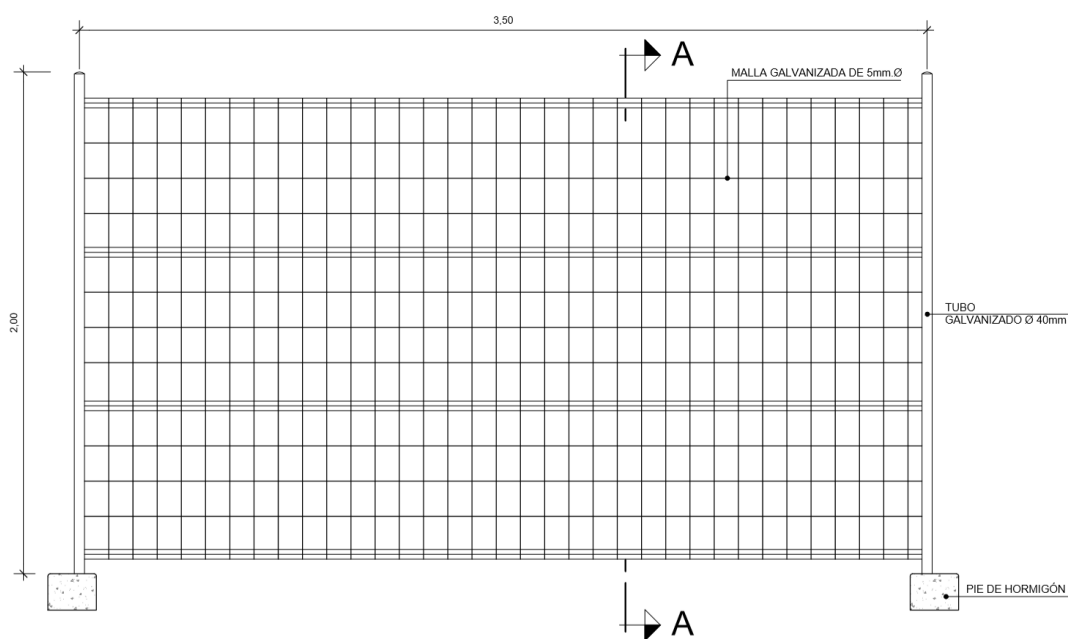 3,50
A
MALLA GALVANIZADA DE 5mm.Ø
2,00
TUBO
GALVANIZADO Ø 40mm
PIE DE HORMIGÓN
A